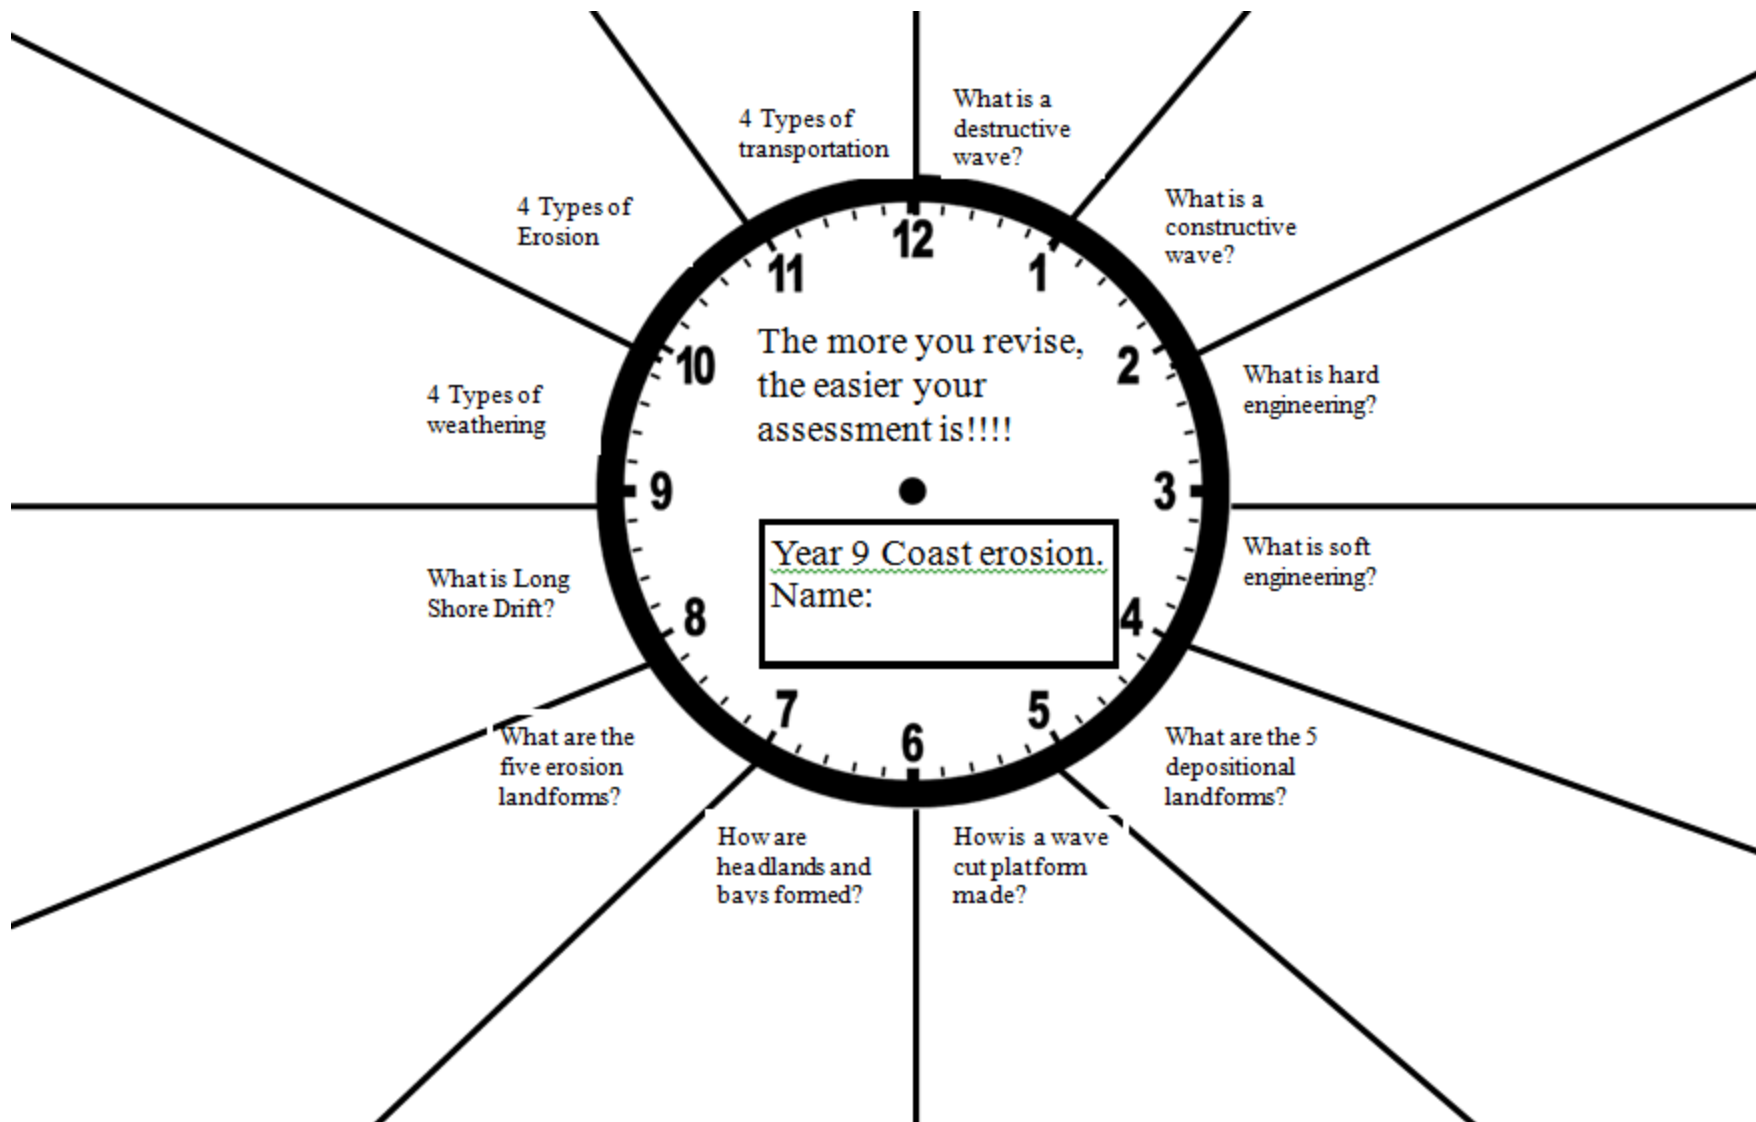 What is a
destructive
wave?
What is a
constructive
wave?
What is hard
engineering?
What is soft
engineering?
What are the 5
depositional
landforms?
How is a wave
cut platform
made?
How are
headlands and
bays formed?
What are the
five erosion
landforms?
What is Long
Shore Drift?
4 Types of
weathering
4 Types of
Erosion
4 Types of
transportation
12
1
2
3
4
5
6
7
8
9
10
11
The more you revise,
the easier your
assessment is!!!!
Year 9 Coast erosion.
Name: